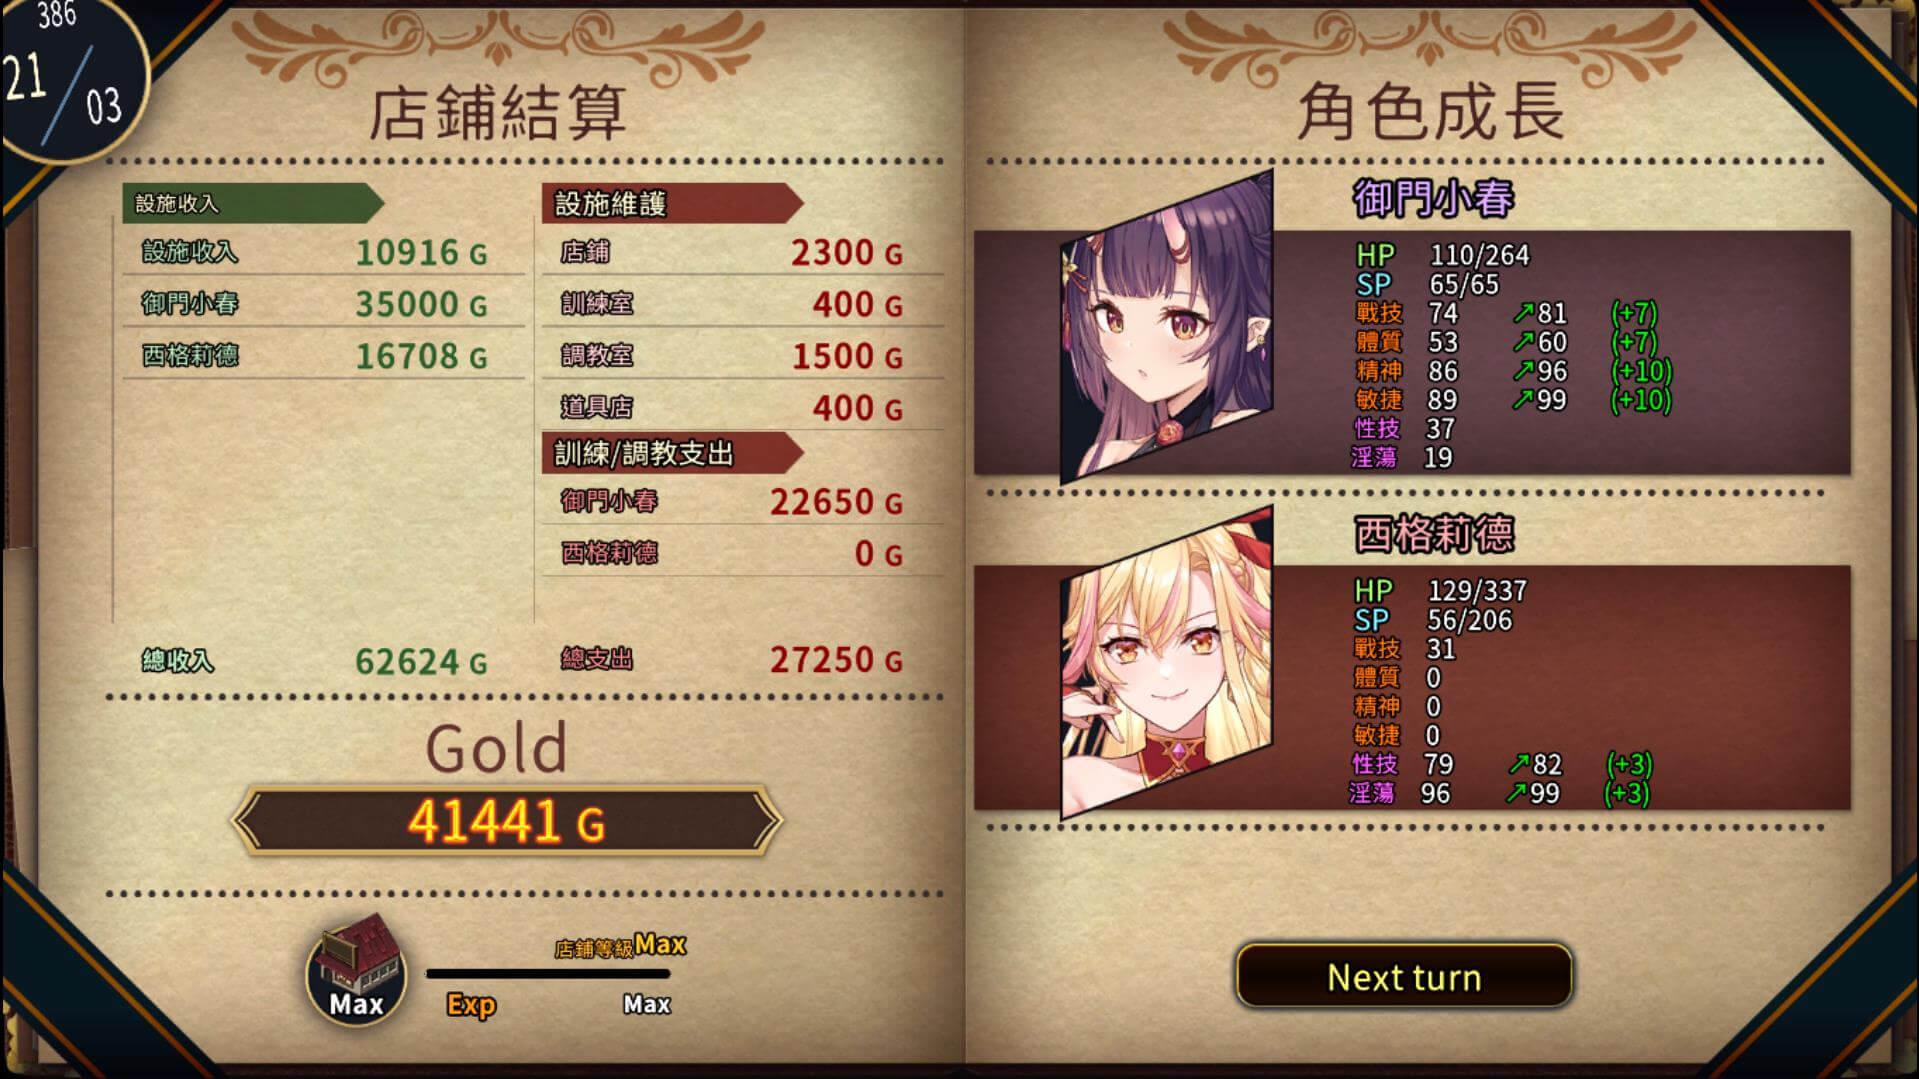 386
21/03
店鋪結算
設施收入
設施收入 10916 G
御門小春 35000 G
西格莉德 16708 G
設施維護
店鋪 2300 G
訓練室 400 G
調教室 1500 G
道具店 400 G
訓練/調教支出
御門小春 22650 G
西格莉德 0 G
總收入 62624 G
總支出 27250 G
Gold
41441 G
Max
店鋪等級Max
Exp Max
角色成長
御門小春
HP 110/264
SP 65/65
戰技 74 ↗81 (+7)
體質 53 ↗60 (+7)
精神 86 ↗96 (+10)
敏捷 89 ↗99 (+10)
性技 37
淫蕩 19
西格莉德
HP 129/337
SP 56/206
戰技 31
體質 0
精神 0
敏捷 0
性技 79 ↗82 (+3)
淫蕩 96 ↗99 (+3)
Next turn